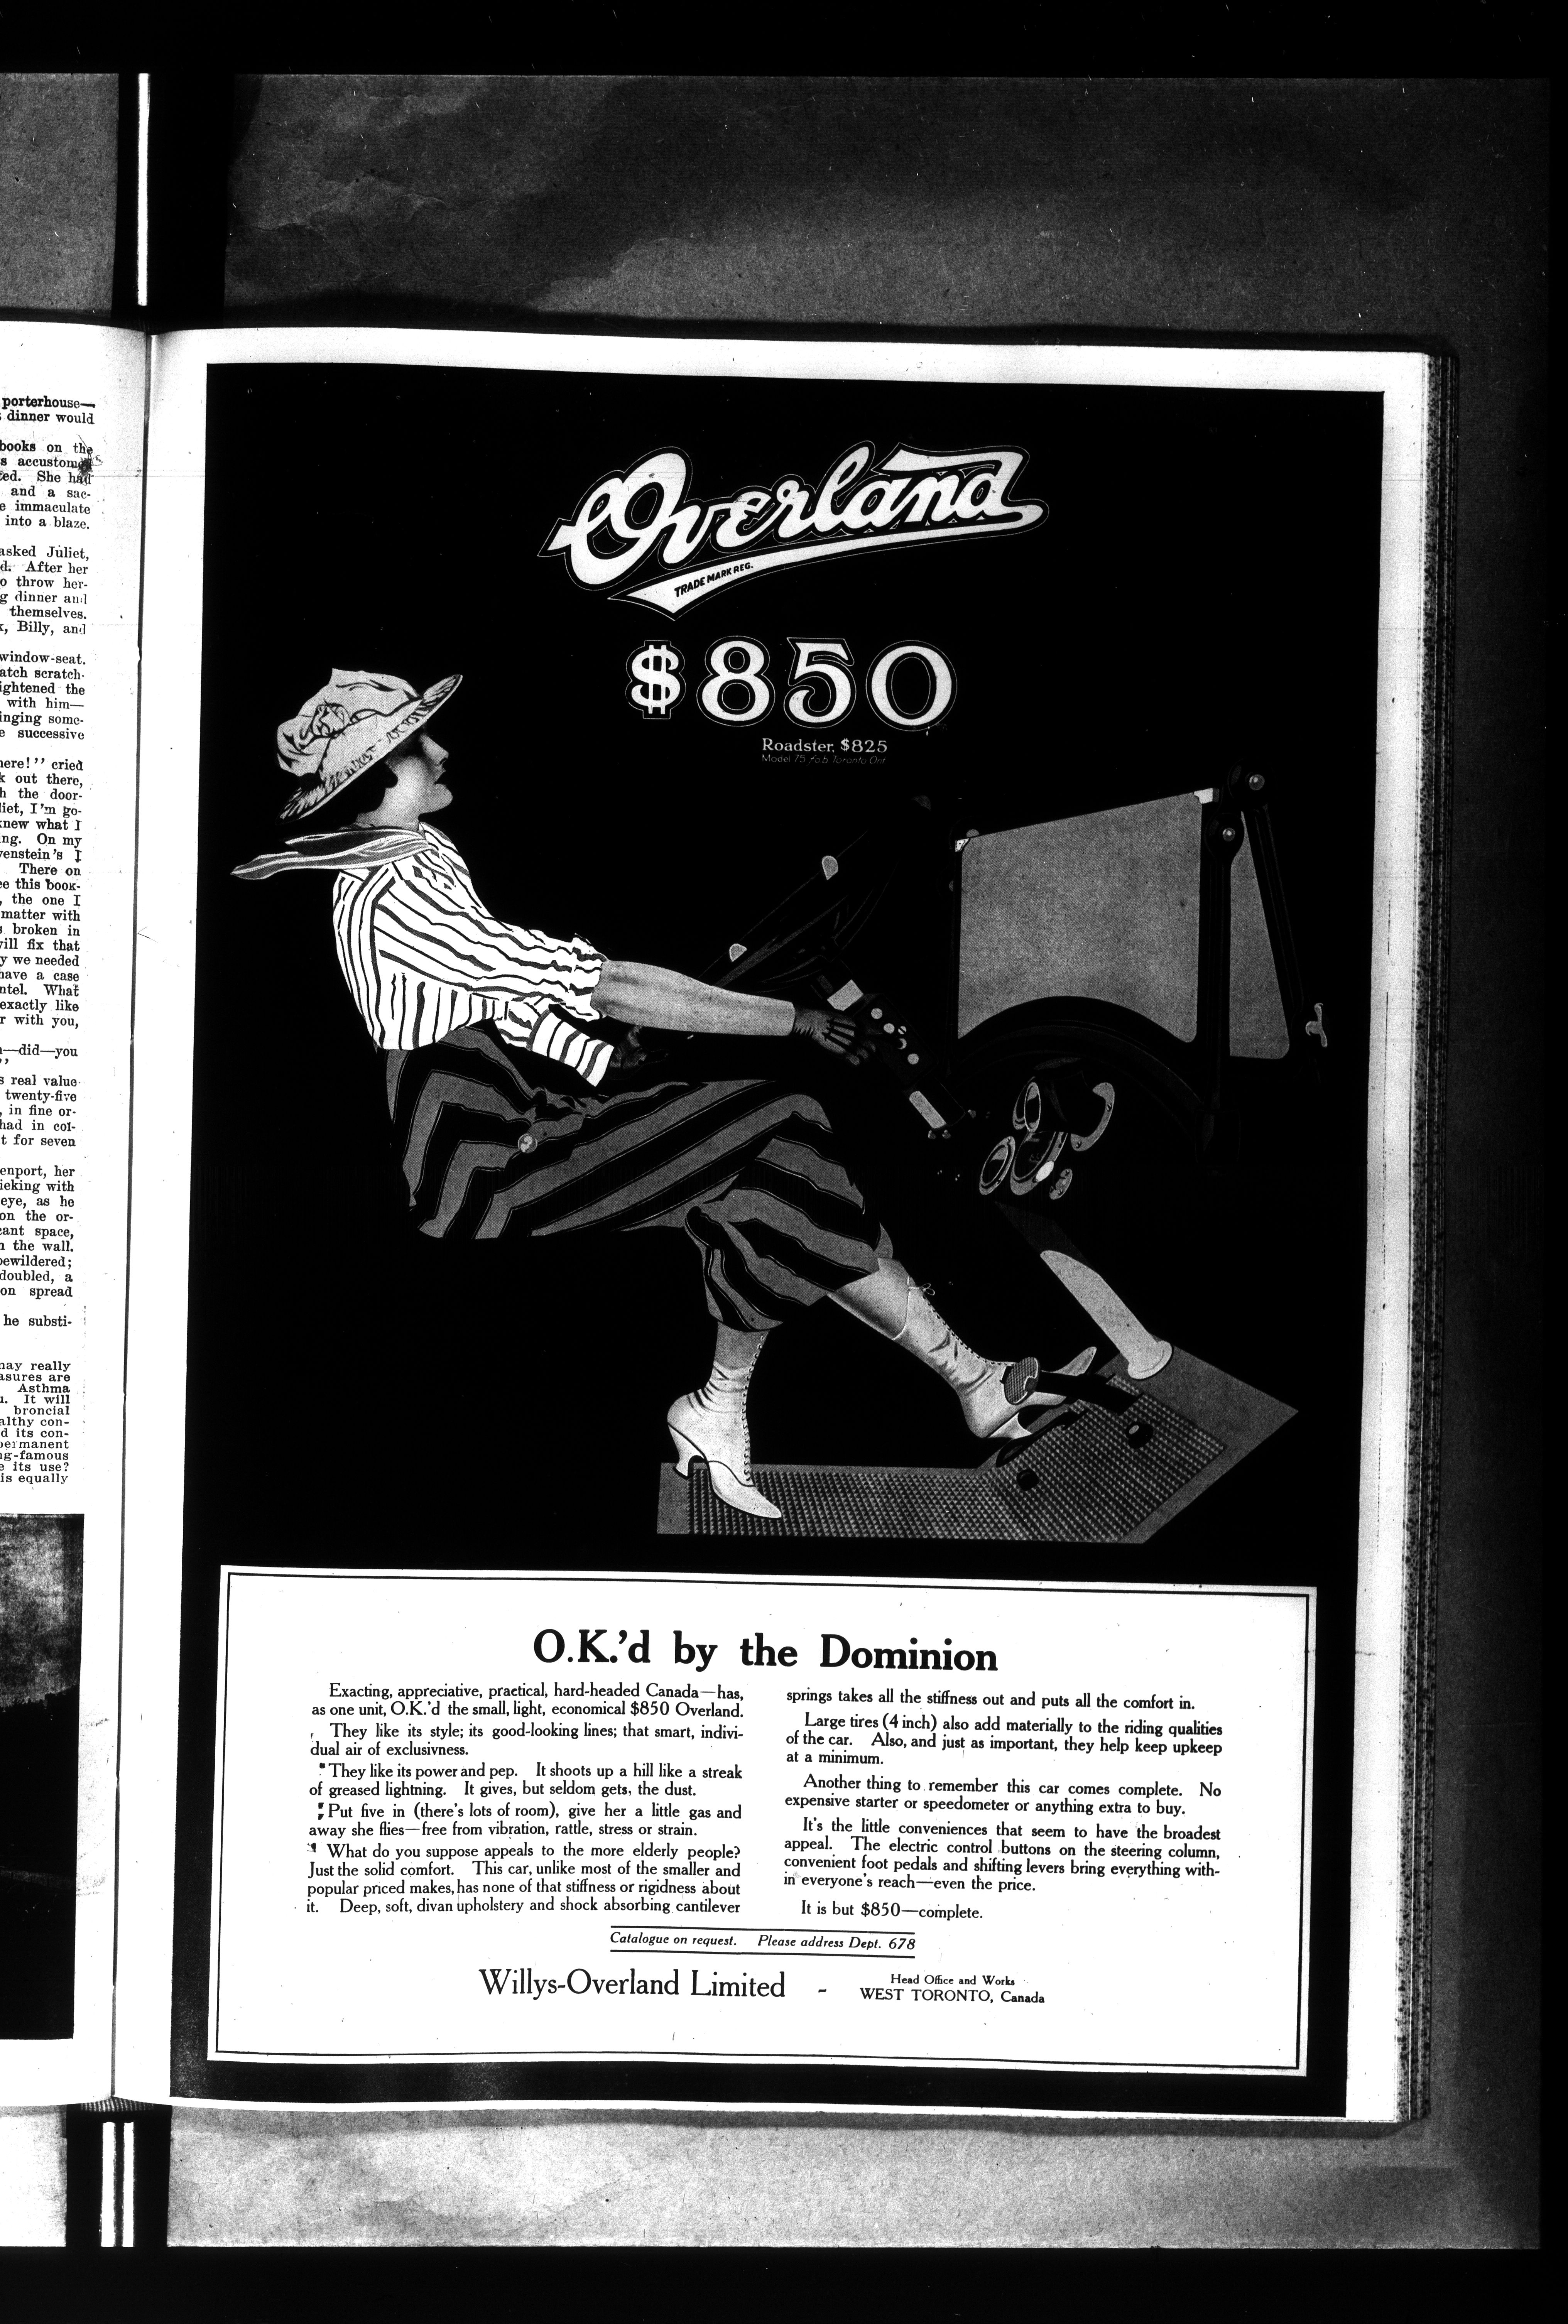 porterhouse—
dinner would
books on the
s accustomed
ted. She had
and a sac-
e immaculate
into a blaze.
asked Juliet,
d. After her
o throw her-
g dinner and
themselves.
k, Billy, and
window-seat.
atch scratch-
ightened the
with him—
inging some-
e successive
here!" cried
k out there,
h the door-
liet, I'm go-
knew what I
ing. On my
venstein's I
There on
ee this book-
, the one I
matter with
s broken in
will fix that
y we needed
have a case
ntel. What
exactly like
r with you,
n—did—you
"
s real value
twenty-five
, in fine or-
had in col-
t for seven
enport, her
ieking with
eye, as he
on the or-
cant space,
n the wall.
bewildered;
doubled, a
on spread
he substi-
may really
asures are
Asthma
u. It will
broncial
althy con-
d its con-
permanent
ng-famous
e its use?
is equally
Overland
TRADE MARK REG.
$850
Roadster, $825
Model 75 f.o.b. Toronto Ont
O.K.'d by the Dominion
Exacting, appreciative, practical, hard-headed Canada—has,
as one unit, O.K.'d the small, light, economical $850 Overland.
They like its style; its good-looking lines; that smart, indivi-
dual air of exclusivness.
They like its power and pep. It shoots up a hill like a streak
of greased lightning. It gives, but seldom gets, the dust.
Put five in (there's lots of room), give her a little gas and
away she flies—free from vibration, rattle, stress or strain.
What do you suppose appeals to the more elderly people?
Just the solid comfort. This car, unlike most of the smaller and
popular priced makes, has none of that stiffness or rigidness about
it. Deep, soft, divan upholstery and shock absorbing cantilever
springs takes all the stiffness out and puts all the comfort in.
Large tires (4 inch) also add materially to the riding qualities
of the car. Also, and just as important, they help keep upkeep
at a minimum.
Another thing to remember this car comes complete. No
expensive starter or speedometer or anything extra to buy.
It's the little conveniences that seem to have the broadest
appeal. The electric control buttons on the steering column,
convenient foot pedals and shifting levers bring everything with-
in everyone's reach—even the price.
It is but $850—complete.
Catalogue on request. Please address Dept. 678
Willys-Overland Limited -
Head Office and Works
WEST TORONTO, Canada